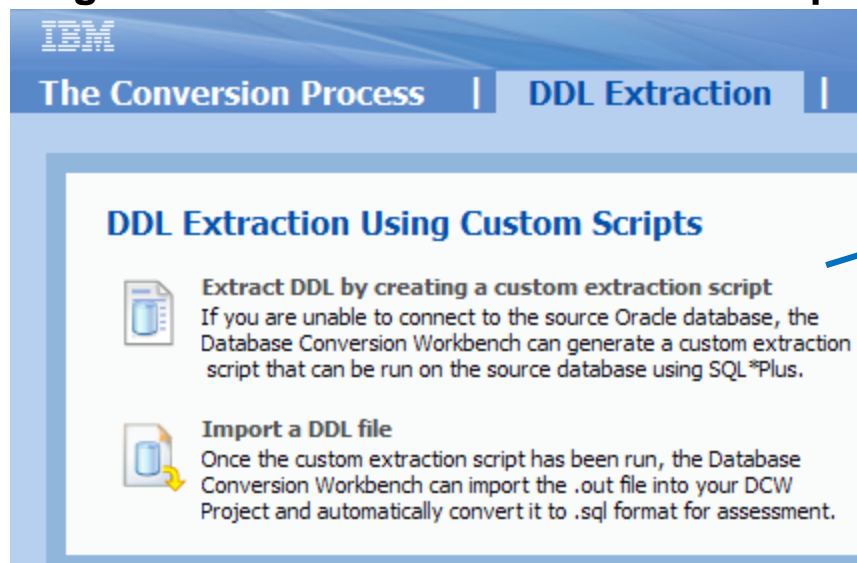 IBM
The Conversion Process | DDL Extraction |
DDL Extraction Using Custom Scripts
Extract DDL by creating a custom extraction script
If you are unable to connect to the source Oracle database, the
Database Conversion Workbench can generate a custom extraction
script that can be run on the source database using SQL*Plus.
Import a DDL file
Once the custom extraction script has been run, the Database
Conversion Workbench can import the .out file into your DCW
Project and automatically convert it to .sql format for assessment.